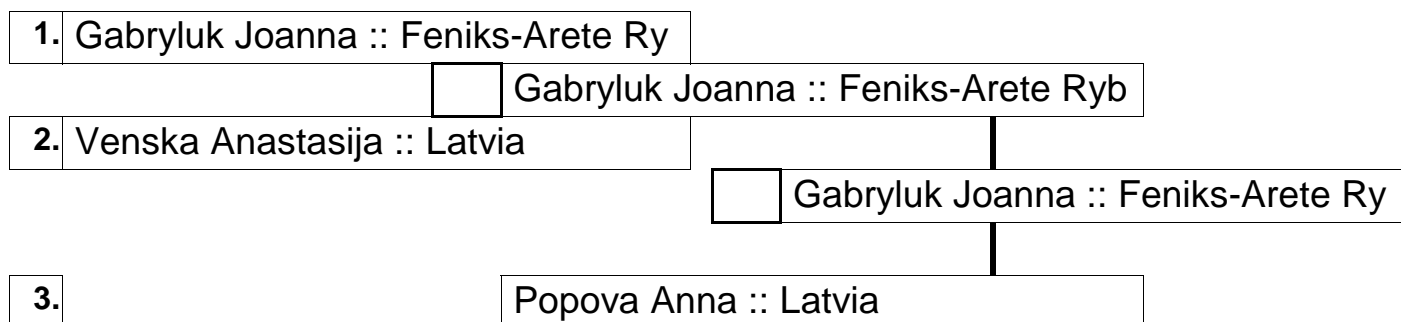 1. Gabryluk Joanna :: Feniks-Arete Ry
Gabryluk Joanna :: Feniks-Arete Ryb
2. Venska Anastasija :: Latvia
Gabryluk Joanna :: Feniks-Arete Ry
3. Popova Anna :: Latvia